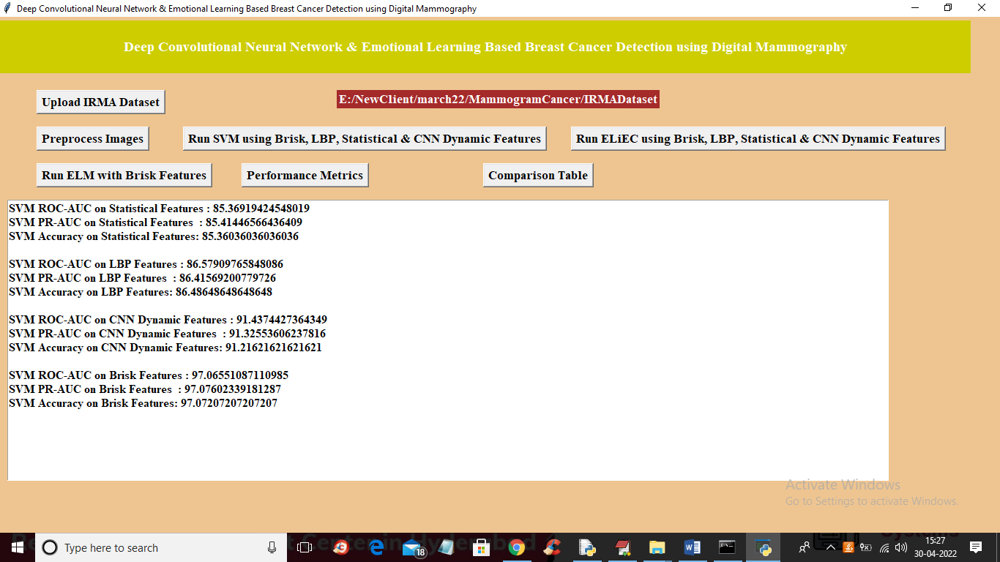 Deep Convolutional Neural Network & Emotional Learning Based Breast Cancer Detection using Digital Mammography
Deep Convolutional Neural Network & Emotional Learning Based Breast Cancer Detection using Digital Mammography
Upload IRMA Dataset
E:/NewClient/march22/MammogramCancer/IRMADataset
Preprocess Images
Run SVM using Brisk, LBP, Statistical & CNN Dynamic Features
Run ELiEC using Brisk, LBP, Statistical & CNN Dynamic Features
Run ELM with Brisk Features
Performance Metrics
Comparison Table
SVM ROC-AUC on Statistical Features : 85.36919424548019
SVM PR-AUC on Statistical Features  : 85.41446566436409
SVM Accuracy on Statistical Features: 85.36036036036036
SVM ROC-AUC on LBP Features : 86.57909765848086
SVM PR-AUC on LBP Features  : 86.41569200779726
SVM Accuracy on LBP Features: 86.48648648648648
SVM ROC-AUC on CNN Dynamic Features : 91.4374427364349
SVM PR-AUC on CNN Dynamic Features  : 91.32553606237816
SVM Accuracy on CNN Dynamic Features: 91.21621621621621
SVM ROC-AUC on Brisk Features : 97.06551087110985
SVM PR-AUC on Brisk Features  : 97.07602339181287
SVM Accuracy on Brisk Features: 97.07207207207207
Activate Windows
Go to Settings to activate Windows.
Type here to search
18
15:27
30-04-2022